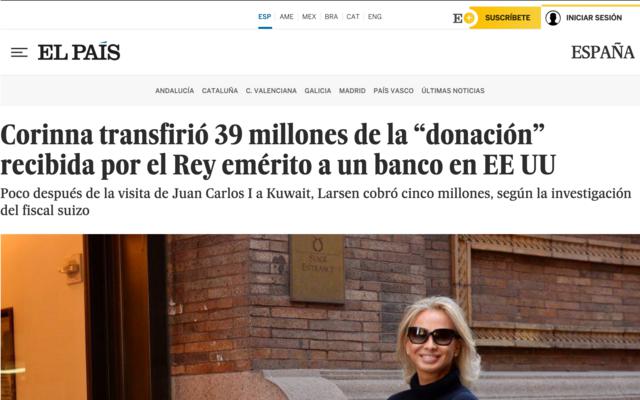 ESP AME MEX BRA CAT ENG
E+ SUSCRÍBETE INICIAR SESIÓN
EL PAÍS ESPAÑA
ANDALUCÍA CATALUÑA C. VALENCIANA GALICIA MADRID PAÍS VASCO ÚLTIMAS NOTICIAS
Corinna transfirió 39 millones de la “donación”
recibida por el Rey emérito a un banco en EE UU
Poco después de la visita de Juan Carlos I a Kuwait, Larsen cobró cinco millones, según la investigación
del fiscal suizo
STAGE
ENTRANCE